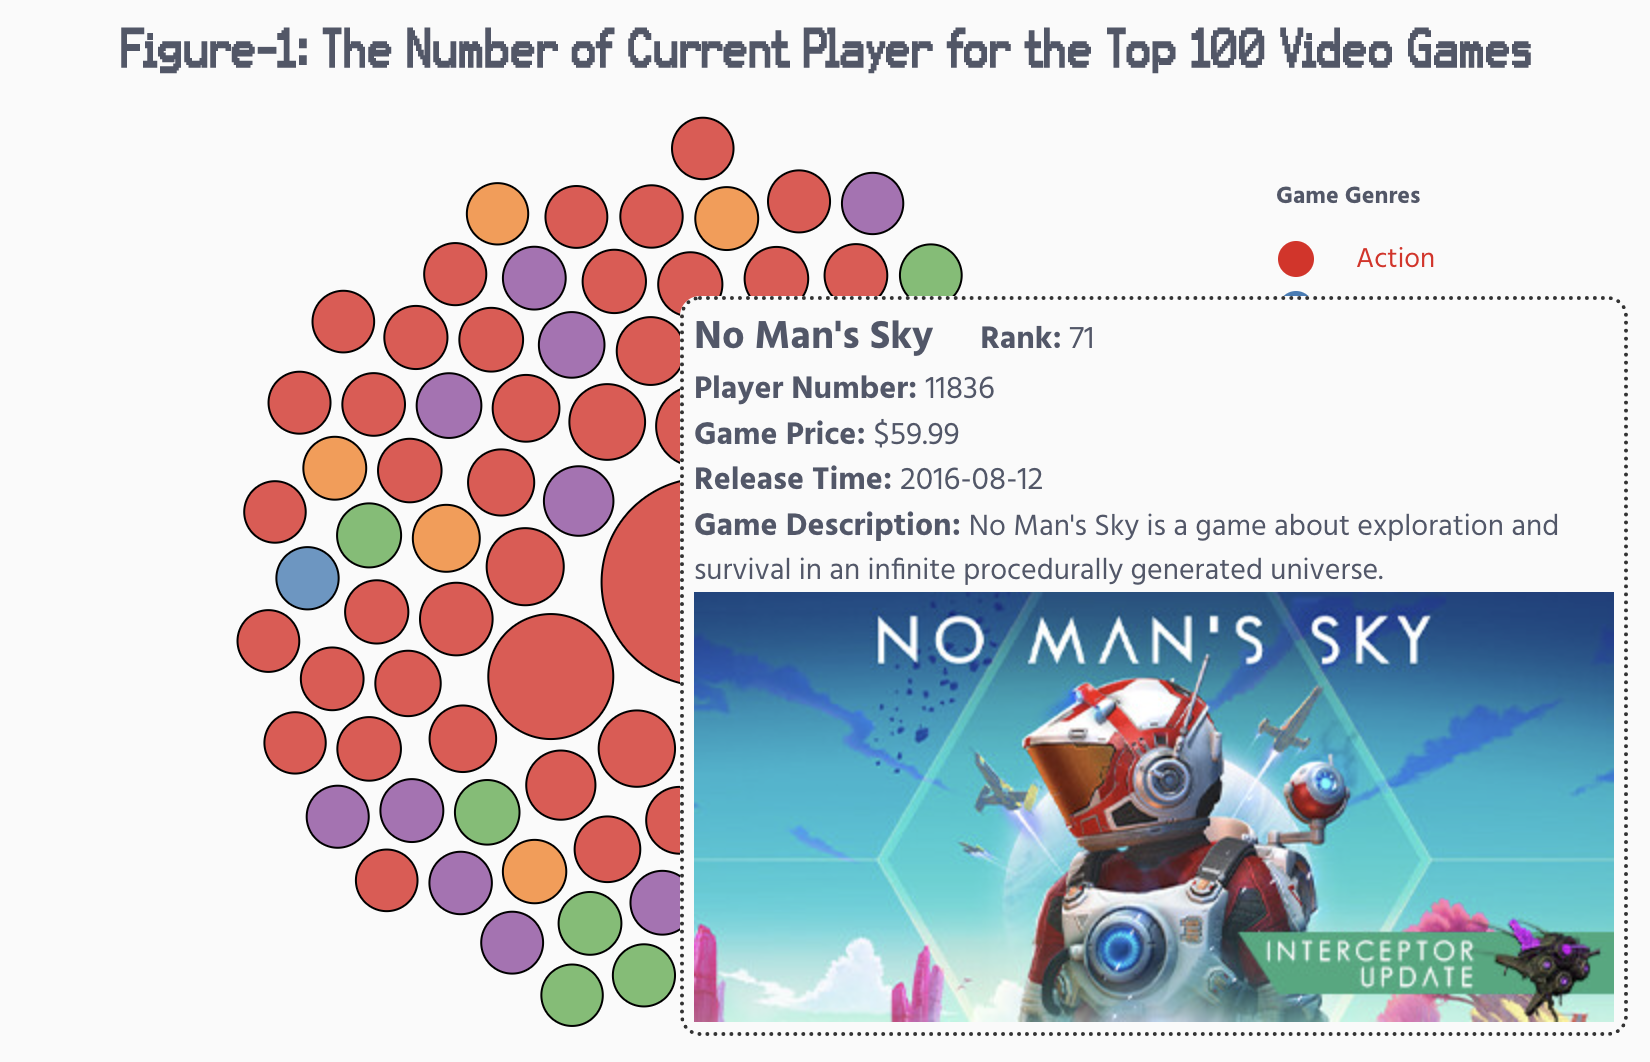 Figure-1: The Number of Current Player for the Top 100 Video Games
Game Genres
Action
No Man's Sky Rank: 71
Player Number: 11836
Game Price: $59.99
Release Time: 2016-08-12
Game Description: No Man's Sky is a game about exploration and
survival in an infinite procedurally generated universe.
NO MAN'S SKY
INTERCEPTOR
UPDATE